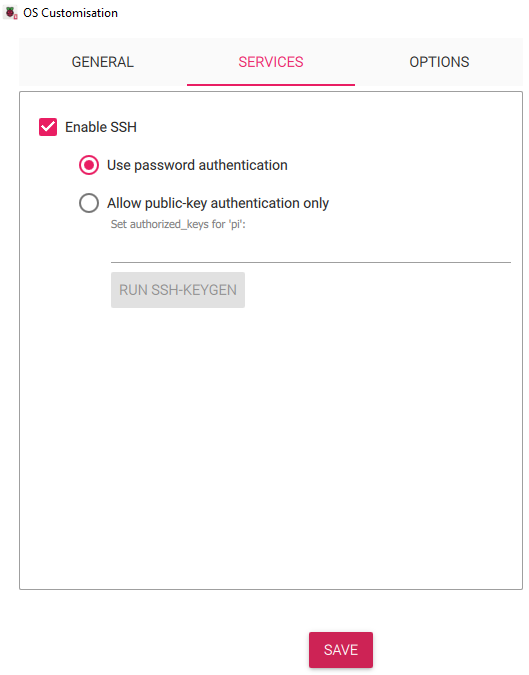 OS Customisation
GENERAL SERVICES OPTIONS
Enable SSH
Use password authentication
Allow public-key authentication only
Set authorized_keys for 'pi':
RUN SSH-KEYGEN
SAVE